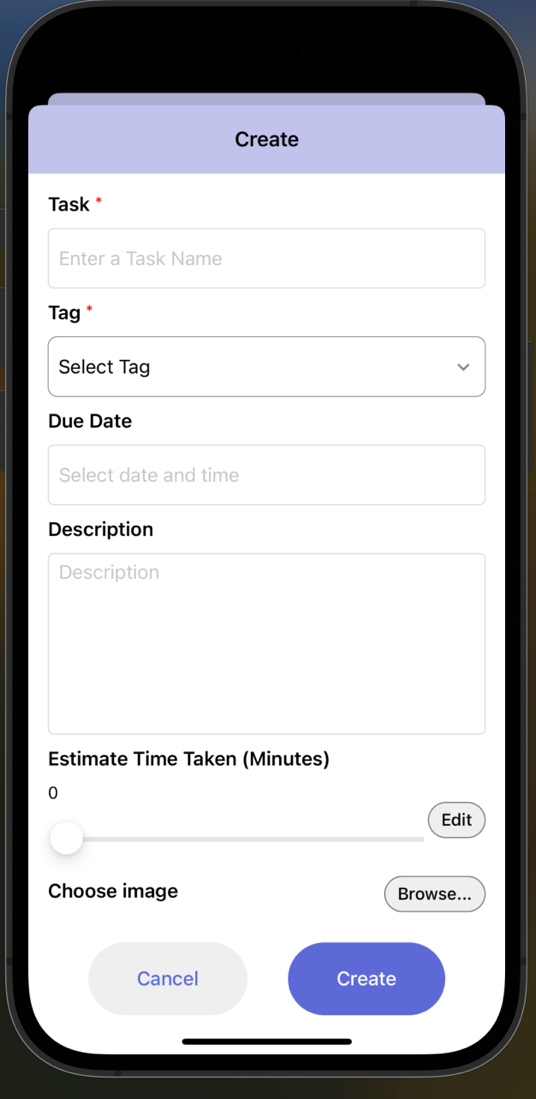 Create
Task *
Enter a Task Name
Tag *
Select Tag
Due Date
Select date and time
Description
Description
Estimate Time Taken (Minutes)
0
Edit
Choose image
Browse...
Cancel
Create